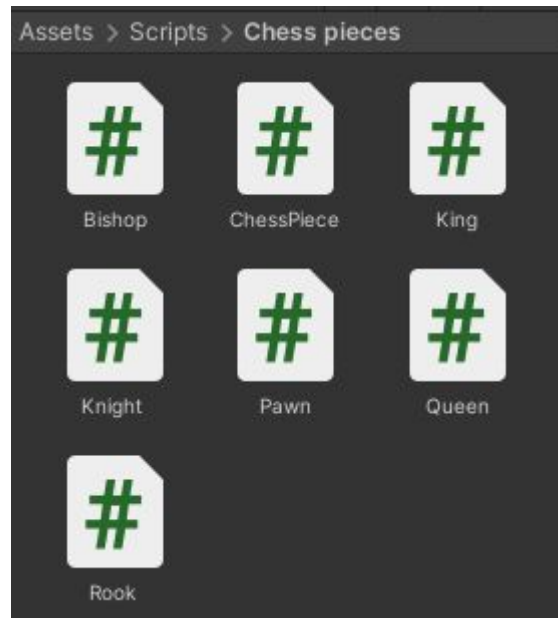 Assets > Scripts > Chess pieces
Bishop
ChessPiece
King
Knight
Pawn
Queen
Rook